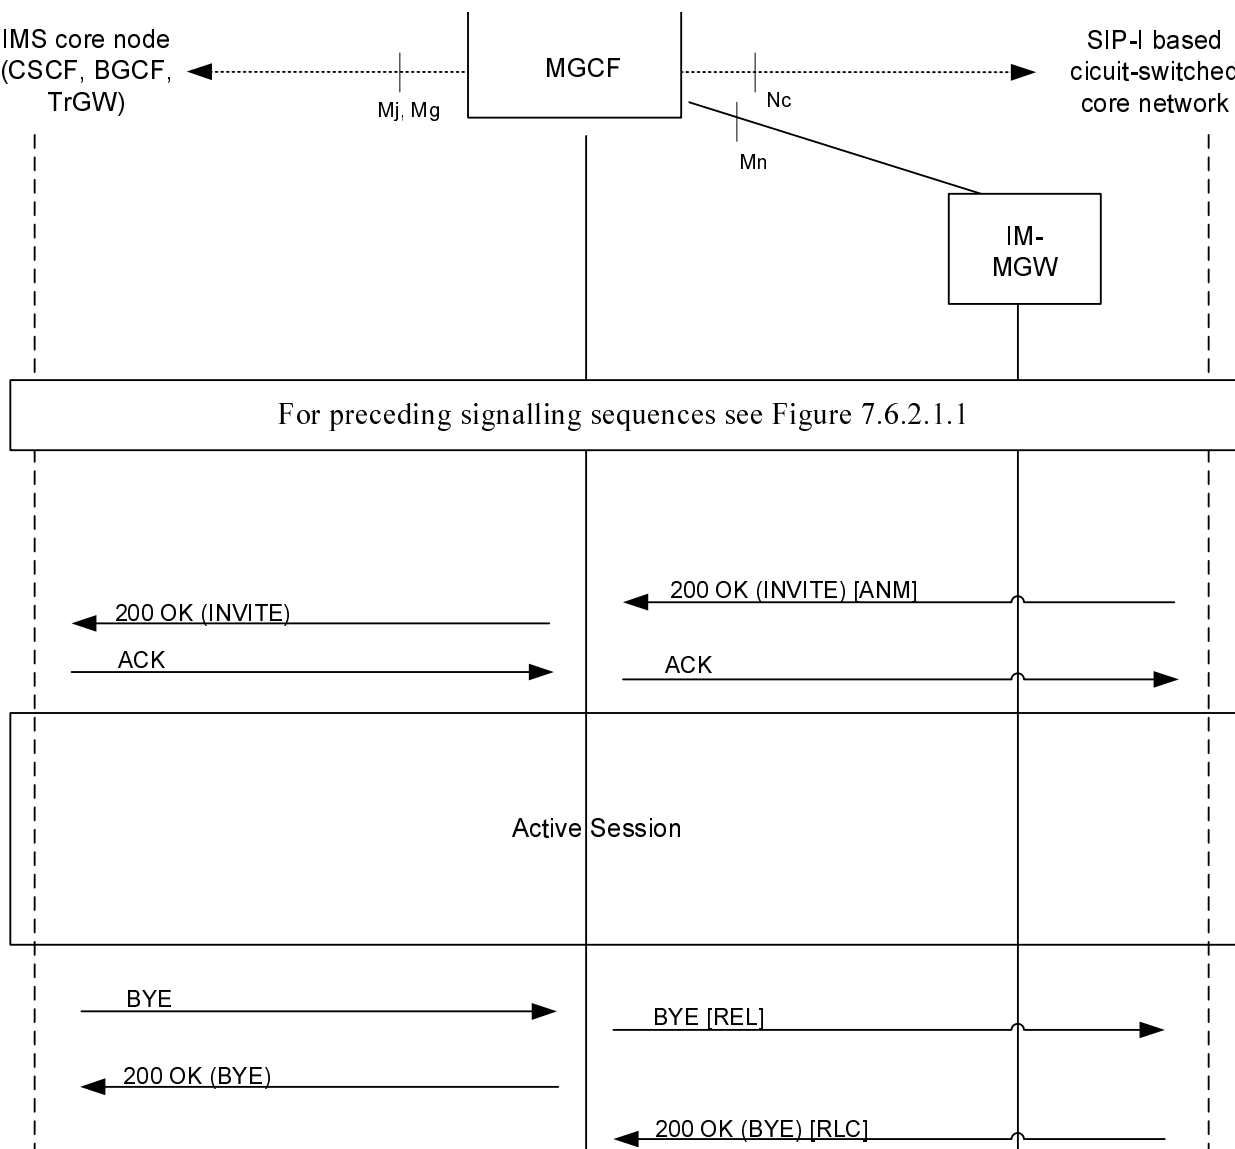 IMS core node
(CSCF, BGCF,
TrGW)
MGCF
SIP-I based
cicuit-switched
core network
Mj, Mg
Nc
Mn
IM-
MGW
For preceding signalling sequences see Figure 7.6.2.1.1
200 OK (INVITE) [ANM]
200 OK (INVITE)
ACK
ACK
Active Session
BYE
BYE [REL]
200 OK (BYE)
200 OK (BYE) [RLC]